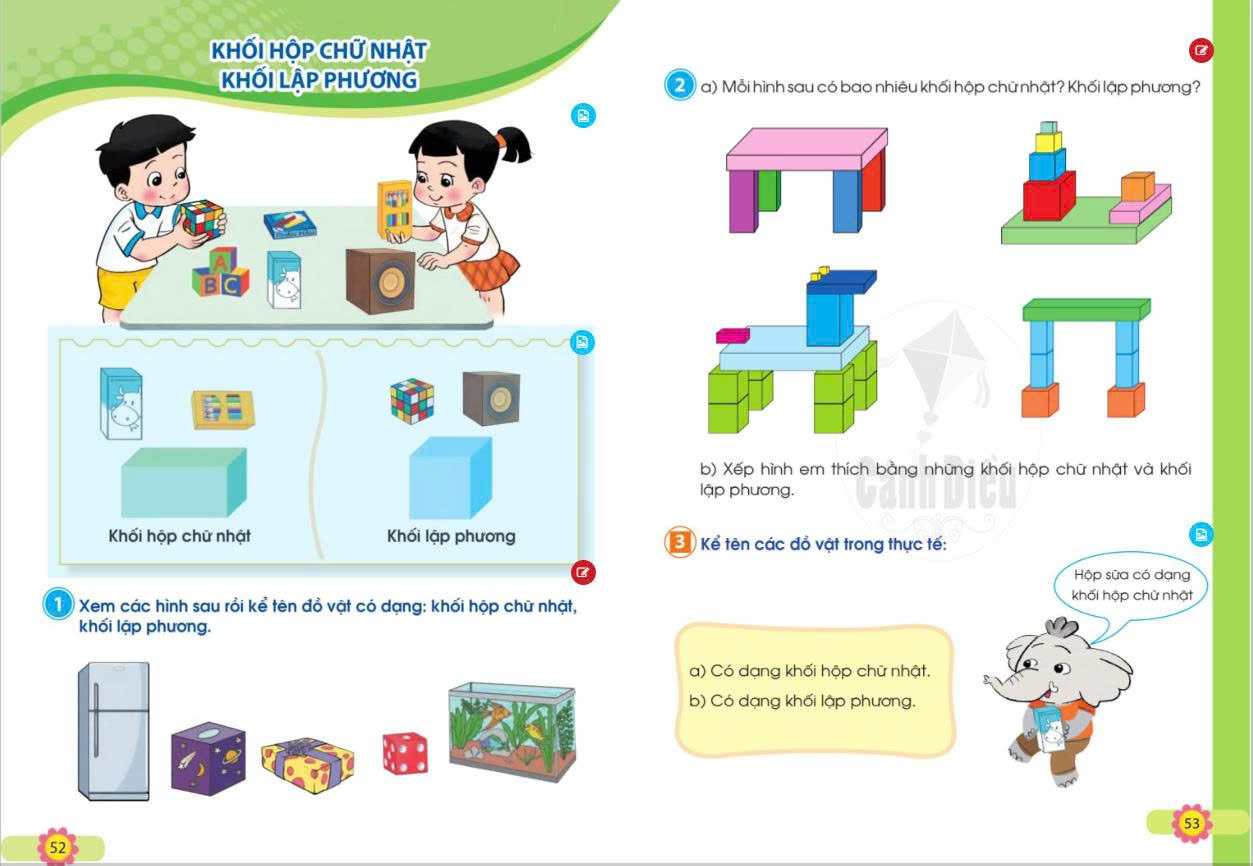 KHỐI HỘP CHỮ NHẬT
KHỐI LẬP PHƯƠNG
A
B C
Khối hộp chữ nhật
Khối lập phương
1 Xem các hình sau rồi kể tên đồ vật có dạng: khối hộp chữ nhật,
khối lập phương.
52
2 a) Mỗi hình sau có bao nhiêu khối hộp chữ nhật? Khối lập phương?
b) Xếp hình em thích bằng những khối hộp chữ nhật và khối
lập phương.
Cánh Diều
3 Kể tên các đồ vật trong thực tế:
Hộp sữa có dạng
khối hộp chữ nhật
a) Có dạng khối hộp chữ nhật.
b) Có dạng khối lập phương.
53